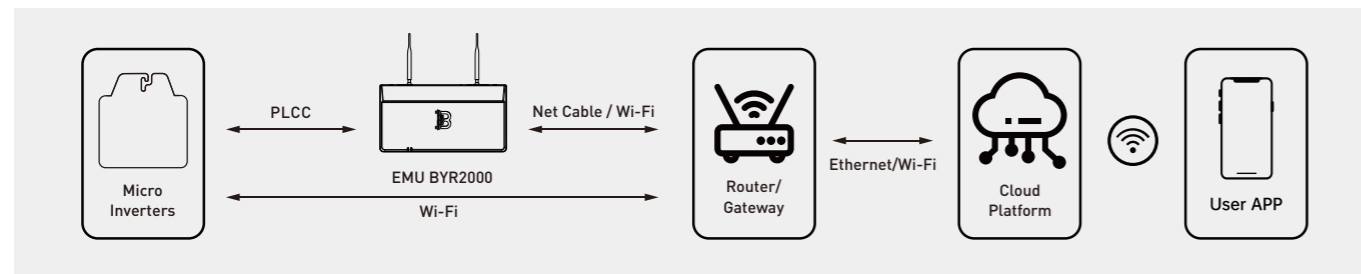 Micro
Inverters
PLCC
EMU BYR2000
Net Cable / Wi-Fi
Wi-Fi
Router/
Gateway
Ethernet/Wi-Fi
Cloud
Platform
User APP